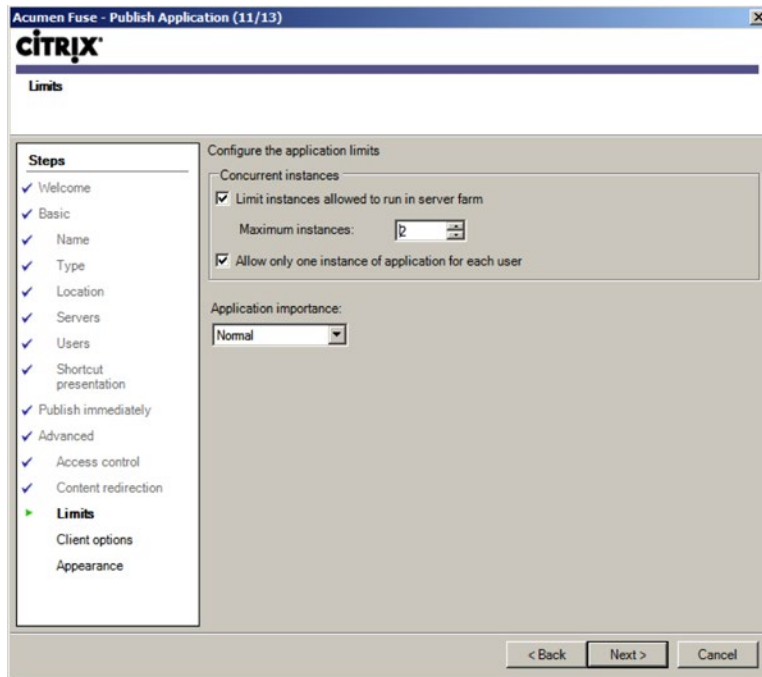 Acumen Fuse - Publish Application (11/13)
CİTRIX
Limits
Steps
Welcome
Basic
Name
Type
Location
Servers
Users
Shortcut
presentation
Publish immediately
Advanced
Access control
Content redirection
Limits
Client options
Appearance
Configure the application limits
Concurrent instances
Limit instances allowed to run in server farm
Maximum instances: 2
Allow only one instance of application for each user
Application importance:
Normal
< Back Next > Cancel